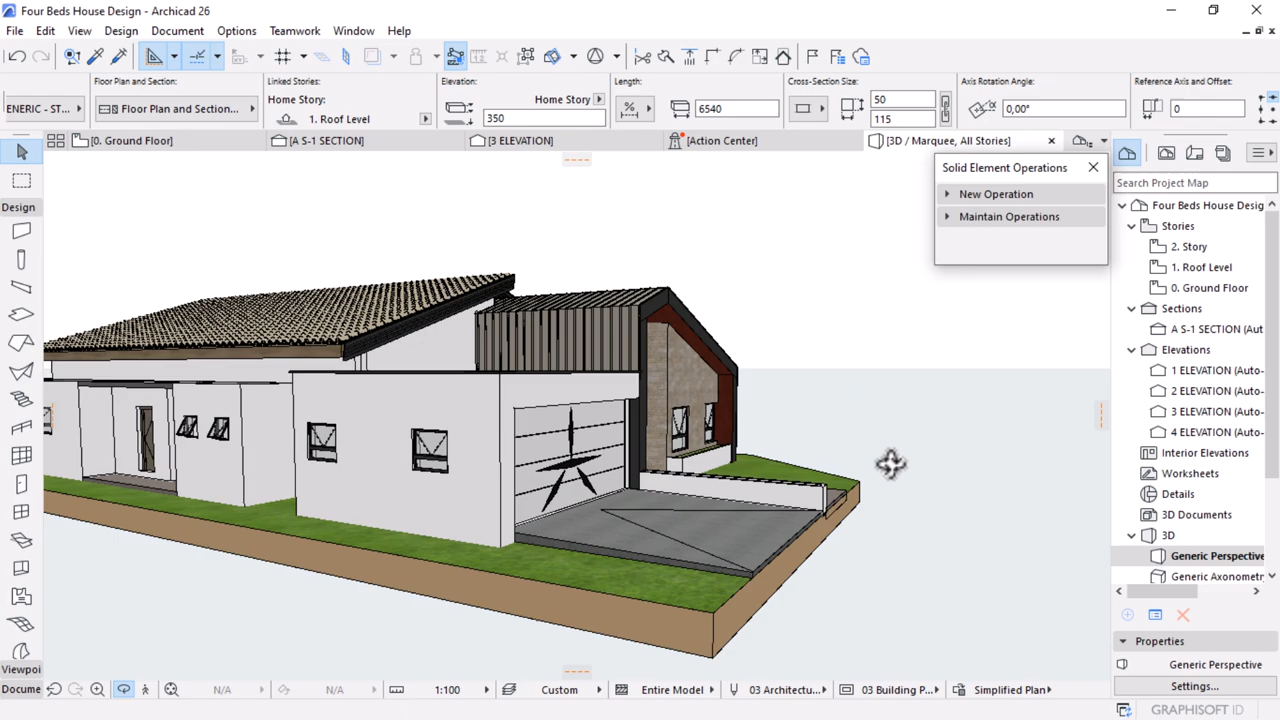 Four Beds House Design - Archicad 26
File Edit View Design Document Options Teamwork Window Help
Floor Plan and Section: Linked Stories: Elevation: Length: Cross-Section Size: Axis Rotation Angle: Reference Axis and Offset:
ENERIC - ST... Floor Plan and Section... Home Story: Home Story 50
1. Roof Level 350 6540 115 0,00° 0
[0. Ground Floor] [A S-1 SECTION] [3 ELEVATION] [Action Center] [3D / Marquee, All Stories]
Solid Element Operations
New Operation
Maintain Operations
Design
Viewpoi
Docume
Search Project Map
Four Beds House Desig
Stories
2. Story
1. Roof Level
0. Ground Floor
Sections
A S-1 SECTION (Aut
Elevations
1 ELEVATION (Auto-
2 ELEVATION (Auto-
3 ELEVATION (Auto-
4 ELEVATION (Auto-
Interior Elevations
Worksheets
Details
3D Documents
3D
Generic Perspective
Generic Axonometr
Properties
Generic Perspective
Settings...
N/A N/A 1:100 Custom Entire Model 03 Architectu... 03 Building P... Simplified Plan
GRAPHISOFT ID